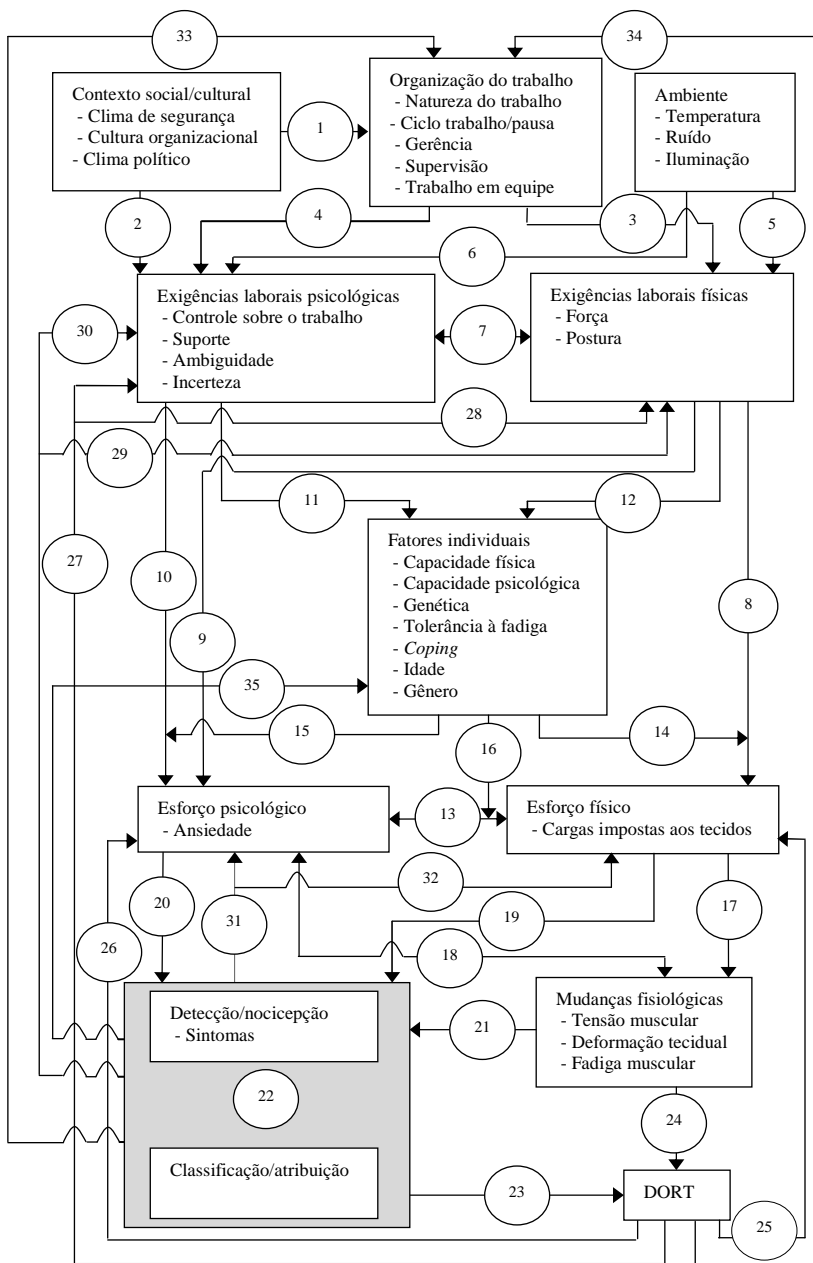 33
34
Contexto social/cultural
- Clima de segurança
- Cultura organizacional
- Clima político
1
Organização do trabalho
- Natureza do trabalho
- Ciclo trabalho/pausa
- Gerência
- Supervisão
- Trabalho em equipe
Ambiente
- Temperatura
- Ruído
- Iluminação
2
4
3
5
6
30
Exigências laborais psicológicas
- Controle sobre o trabalho
- Suporte
- Ambiguidade
- Incerteza
7
Exigências laborais físicas
- Força
- Postura
28
29
11
12
27
10
9
8
Fatores individuais
- Capacidade física
- Capacidade psicológica
- Genética
- Tolerância à fadiga
- Coping
- Idade
- Gênero
35
15
16
14
Esforço psicológico
- Ansiedade
13
Esforço físico
- Cargas impostas aos tecidos
32
20
31
19
17
26
18
Detecção/nocicepção
- Sintomas
21
Mudanças fisiológicas
- Tensão muscular
- Deformação tecidual
- Fadiga muscular
22
24
Classificação/atribuição
23
DORT
25